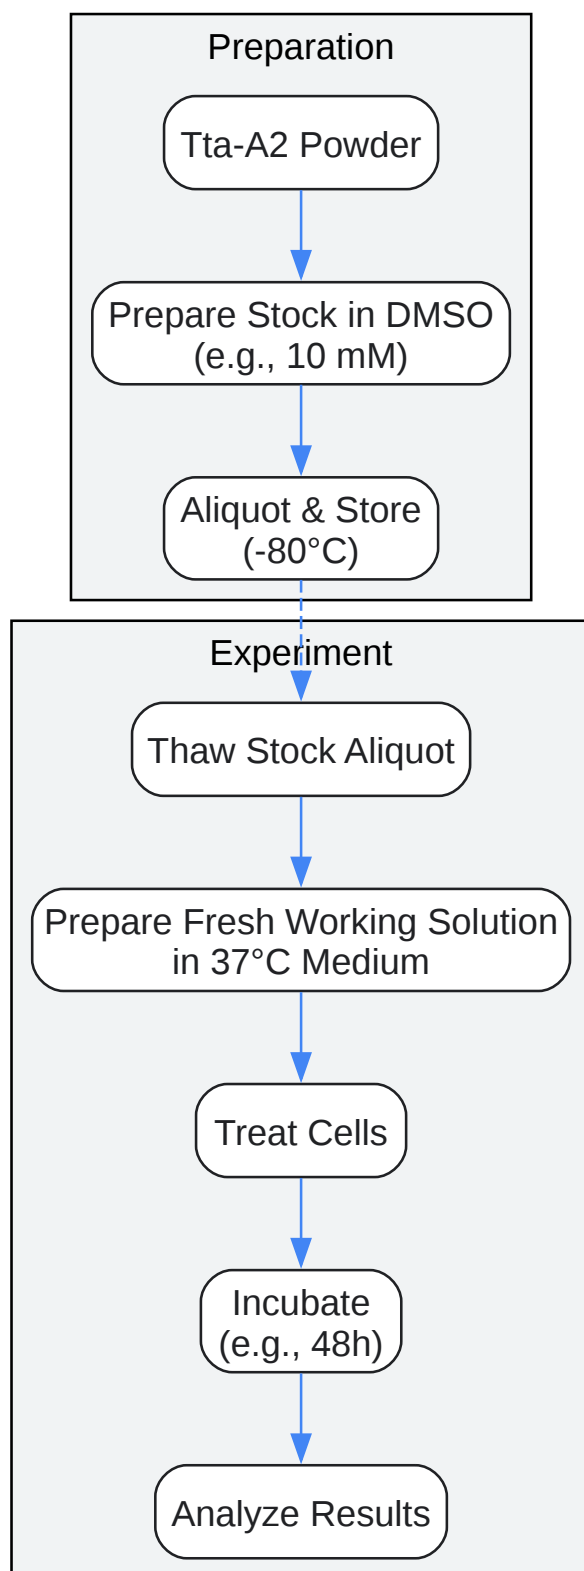 Preparation
Tta-A2 Powder
Prepare Stock in DMSO
(e.g., 10 mM)
Aliquot & Store
(-80°C)
Experiment
Thaw Stock Aliquot
Prepare Fresh Working Solution
in 37°C Medium
Treat Cells
Incubate
(e.g., 48h)
Analyze Results